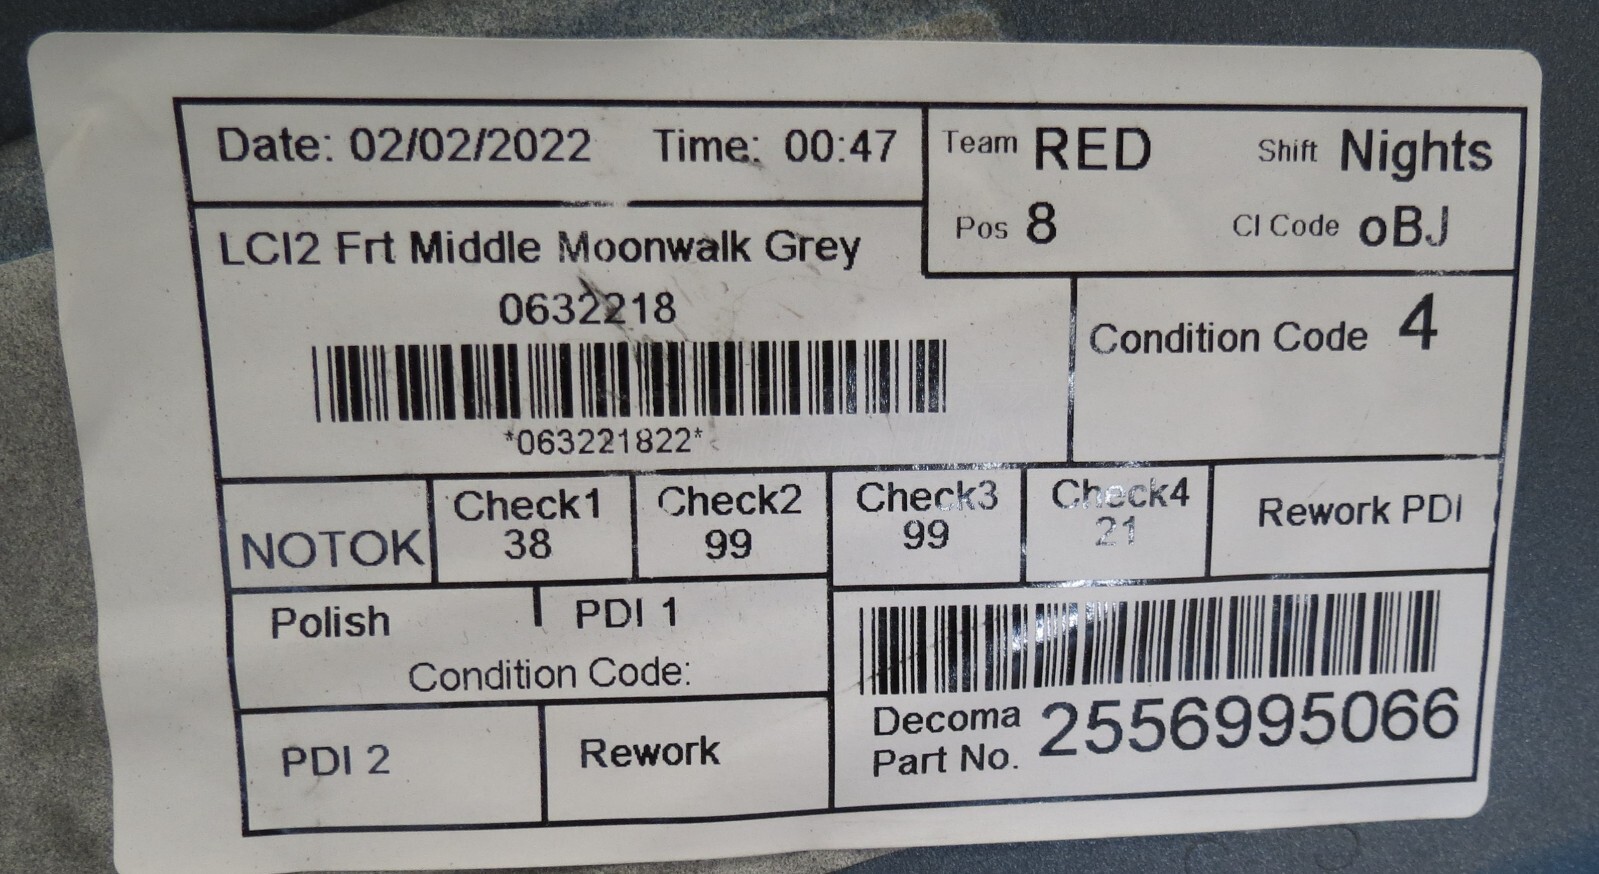 Date: 02/02/2022 Time: 00:47
Team RED Shift Nights
Pos 8 CI Code oBJ
LCI2 Frt Middle Moonwalk Grey
0632218
*063221822*
Condition Code 4
NOTOK
Check1
38
Check2
99
Check3
99
Check4
21
Rework PDI
Polish PDI 1
Condition Code:
PDI 2
Rework
Decoma
Part No. 2556995066